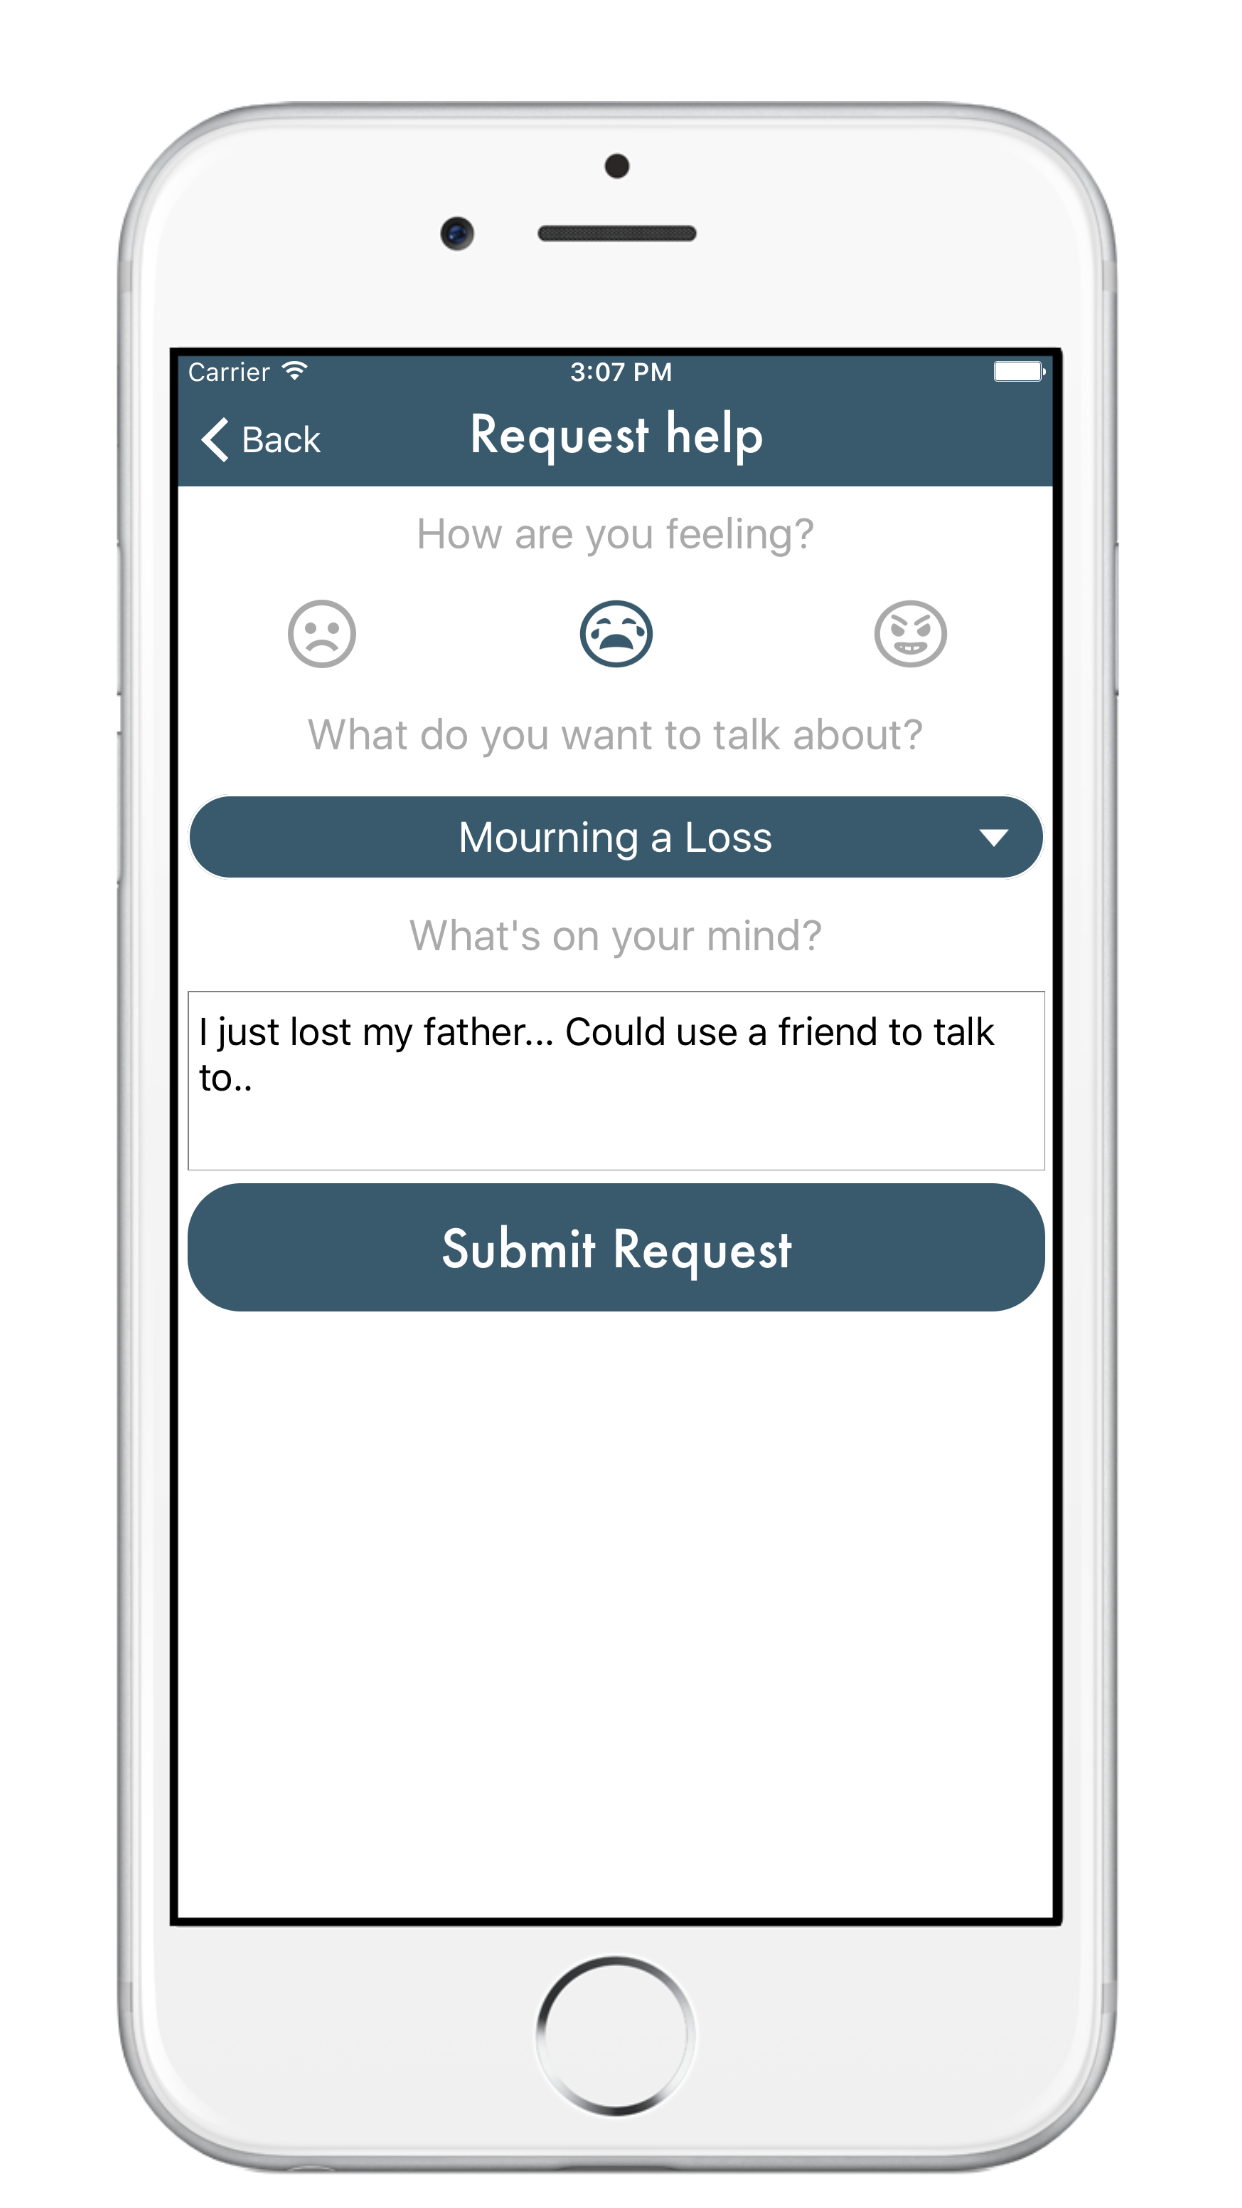 Carrier 3:07 PM
Back Request help
How are you feeling?
What do you want to talk about?
Mourning a Loss
What's on your mind?
I just lost my father... Could use a friend to talk
to..
Submit Request